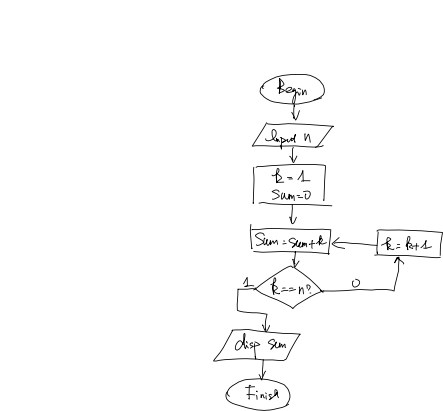 Begin
Input n
k = 1
Sum=0
Sum=sum+k
k = k+1
k==n?
1
0
disp sum
Finish